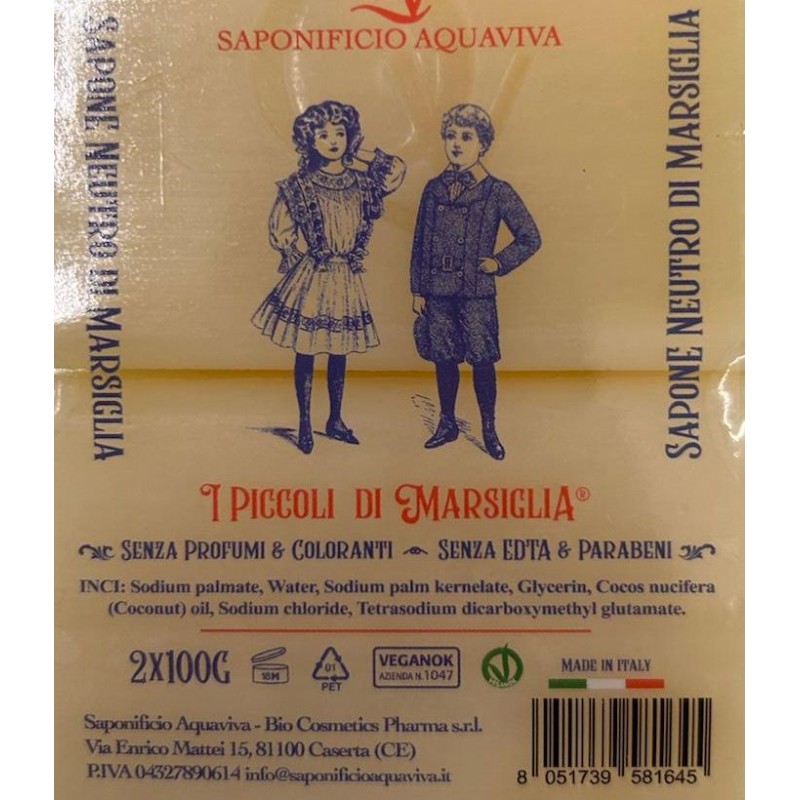 SAPONIFICIO AQUAVIVA
SAPONE NEUTRO DI MARSIGLIA
SAPONE NEUTRO DI MARSIGLIA
I PICCOLI DI MARSIGLIA®
SENZA PROFUMI & COLORANTI SENZA EDTA & PARABENI
INCI: Sodium palmate, Water, Sodium palm kernelate, Glycerin, Cocos nucifera
(Coconut) oil, Sodium chloride, Tetrasodium dicarboxymethyl glutamate.
2X100G
18M
01
PET
VEGANOK
AZIENDA N.1047
MADE IN ITALY
Saponificio Aquaviva - Bio Cosmetics Pharma s.r.l.
Via Enrico Mattei 15, 81100 Caserta (CE)
P.IVA 04327890614 info@saponificioaquaviva.it
8 051739 581645